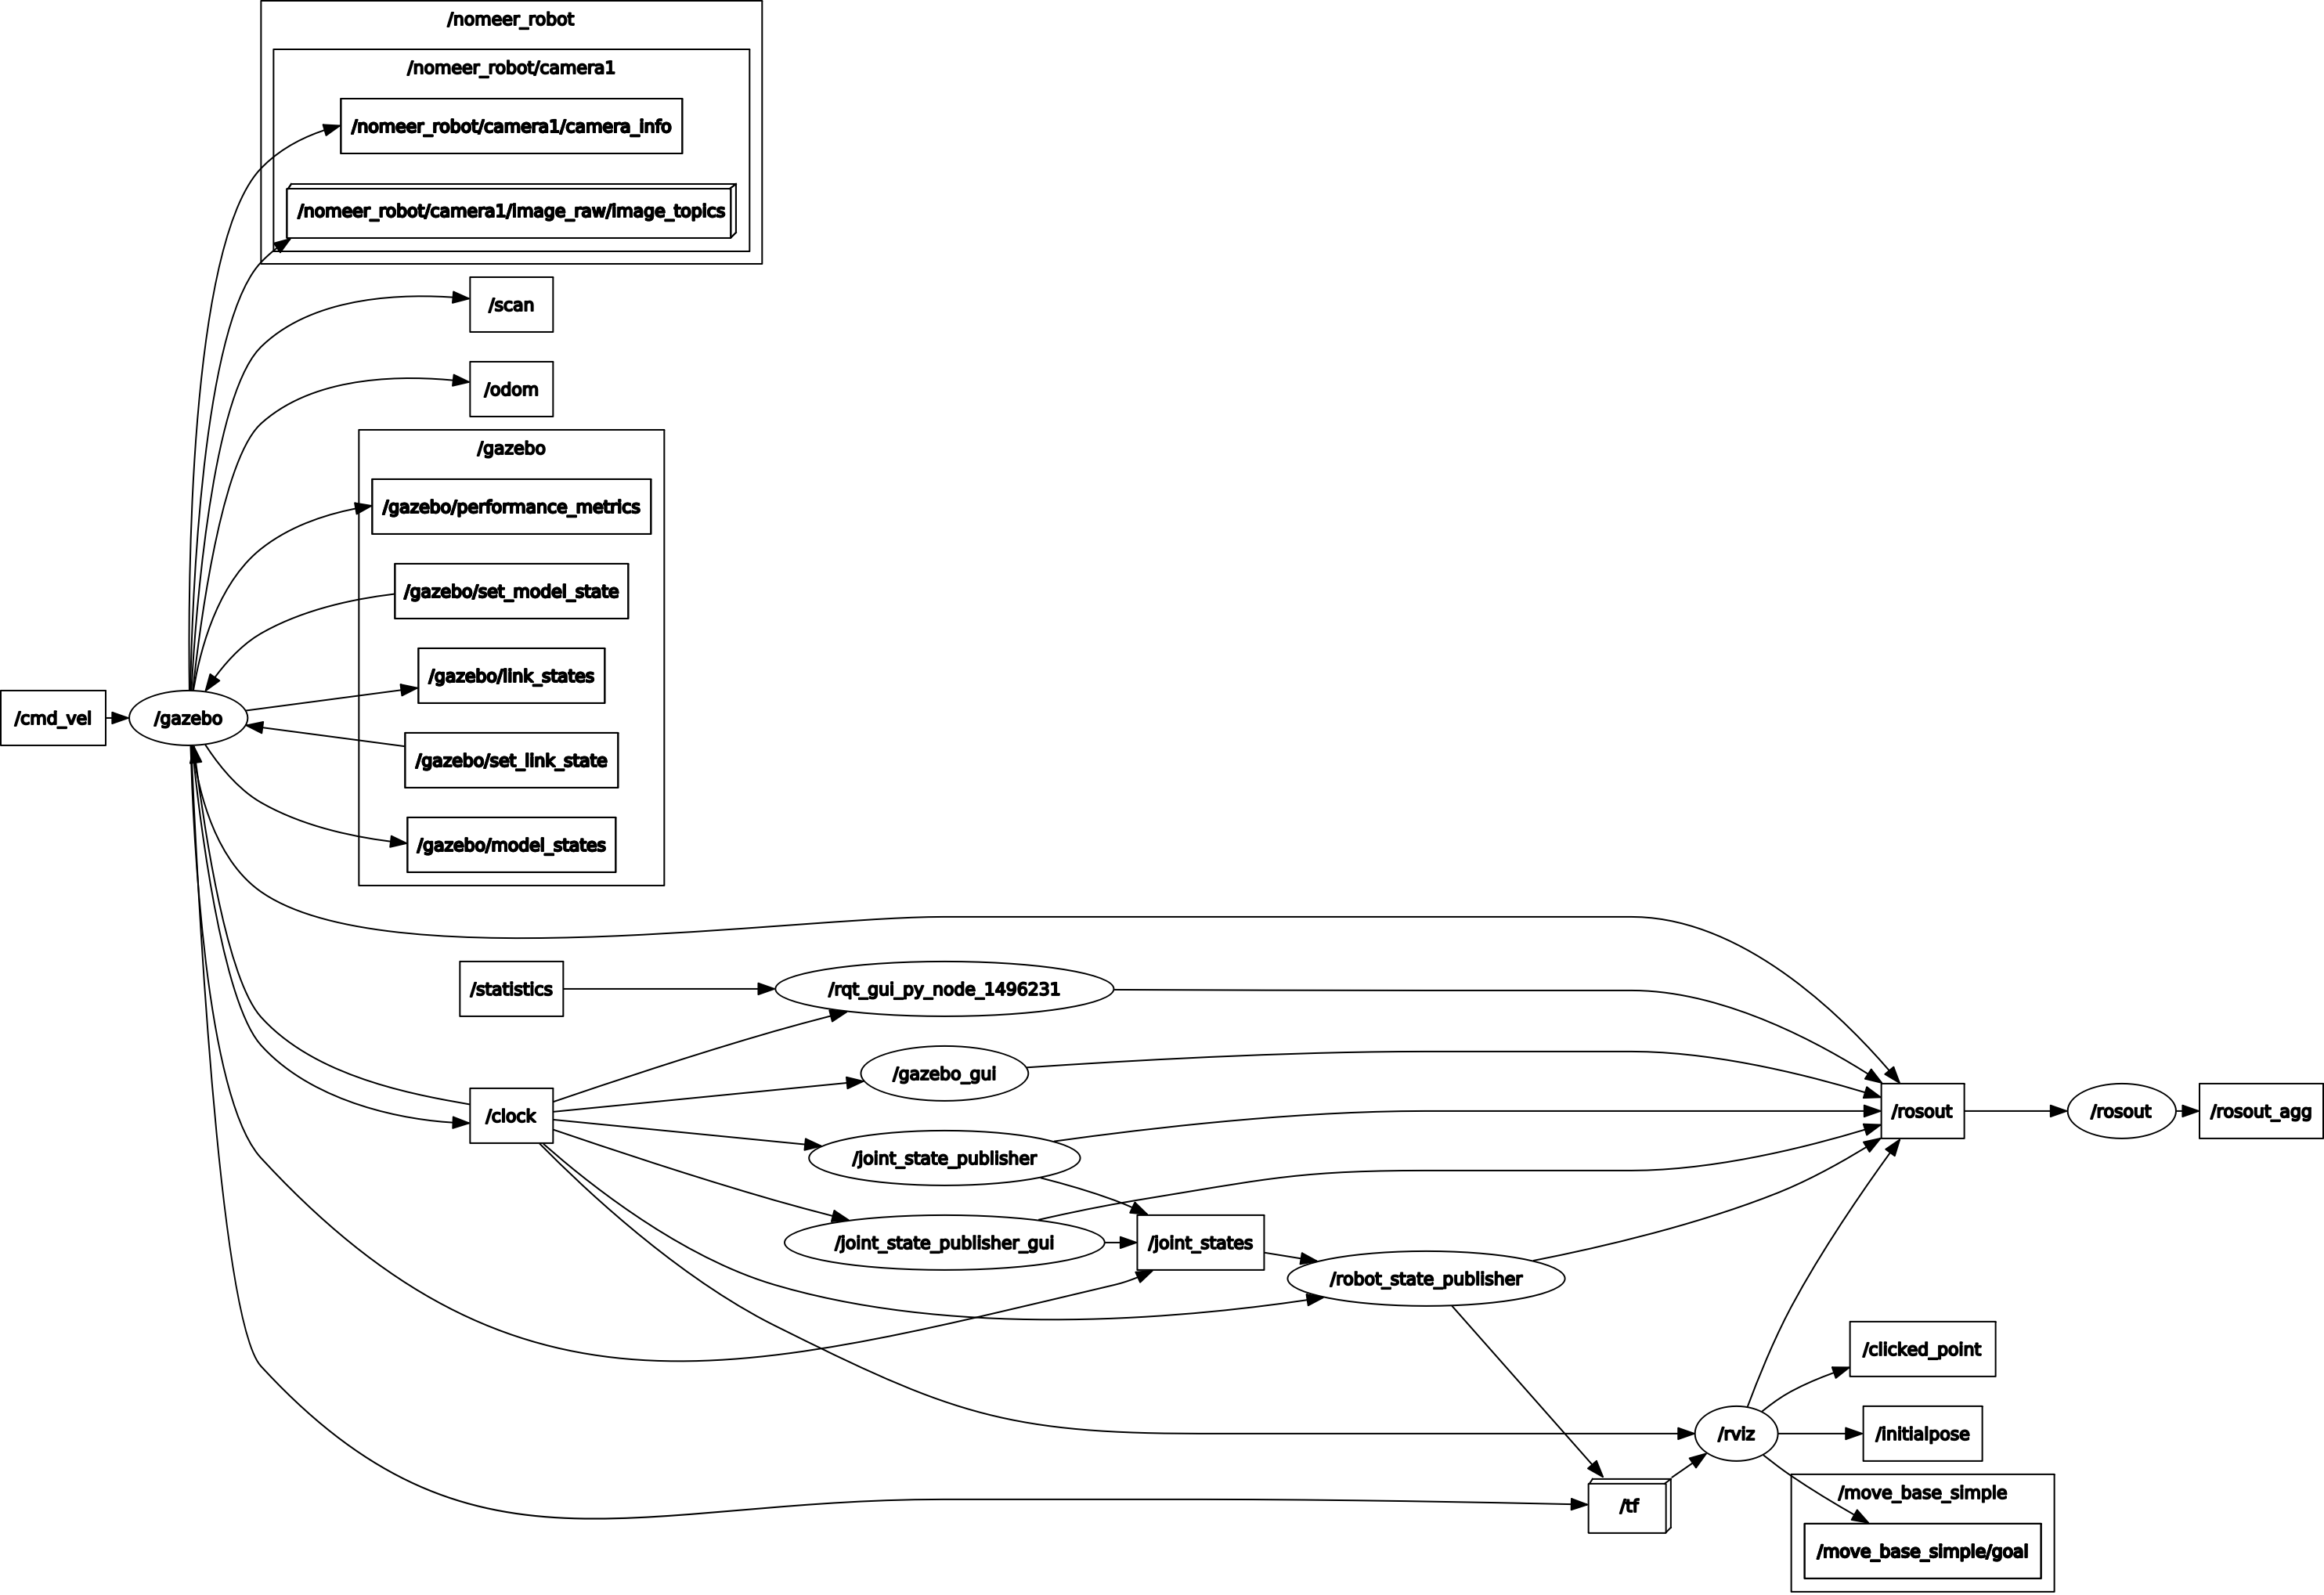 /nomeer_robot
/nomeer_robot/camera1
/nomeer_robot/camera1/camera_info
/nomeer_robot/camera1/image_raw/image_topics
/scan
/odom
/gazebo
/gazebo/performance_metrics
/gazebo/set_model_state
/gazebo/link_states
/cmd_vel
/gazebo
/gazebo/set_link_state
/gazebo/model_states
/statistics
/rqt_gui_py_node_1496231
/gazebo_gui
/clock
/rosout
/rosout
/rosout_agg
/joint_state_publisher
/joint_state_publisher_gui
/joint_states
/robot_state_publisher
/clicked_point
/rviz
/initialpose
/move_base_simple
/tf
/move_base_simple/goal